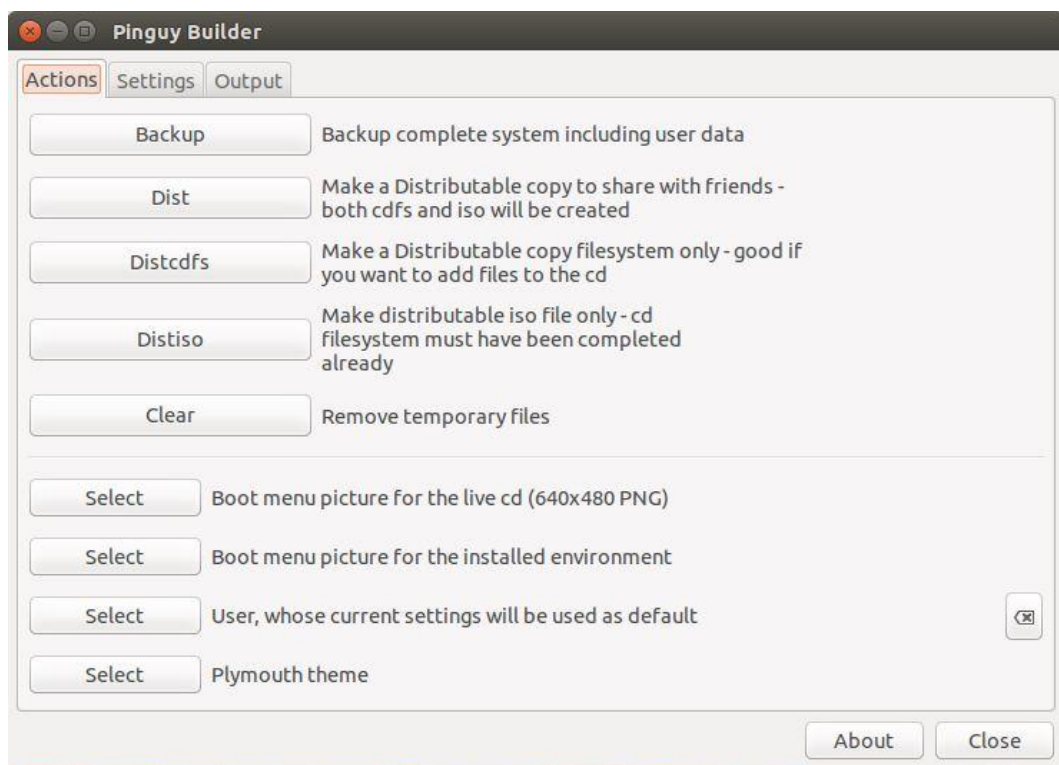 Pinguy Builder
Actions Settings Output
Backup Backup complete system including user data
Dist Make a Distributable copy to share with friends -
both cdfs and iso will be created
Distcdfs Make a Distributable copy filesystem only - good if
you want to add files to the cd
Distiso Make distributable iso file only - cd
filesystem must have been completed
already
Clear Remove temporary files
Select Boot menu picture for the live cd (640x480 PNG)
Select Boot menu picture for the installed environment
Select User, whose current settings will be used as default
Select Plymouth theme
About Close